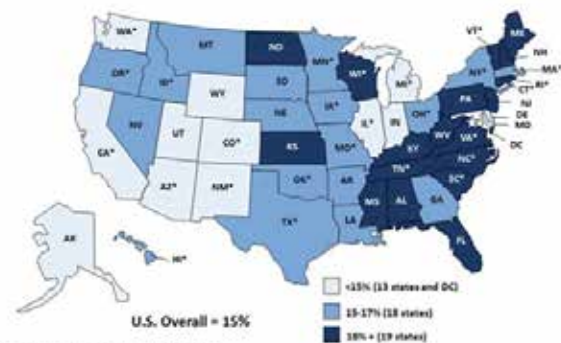 WA*
MT
ND
MN*
VT*
ME
NH
MA*
RI*
CT*
NJ
DE
MD
DC
OR*
ID*
WY
SD
WI*
MI*
NY*
PA
NV
UT
CO*
NE
IA*
IL*
IN
OH*
WV
VA*
CA*
AZ*
NM*
KS
MO*
KY
TN*
NC*
SC*
OK*
AR
MS
AL
GA
TX*
LA
FL
AK
HI*
<15% (13 states and DC)
15-17% (18 states)
18% + (19 states)
U.S. Overall = 15%